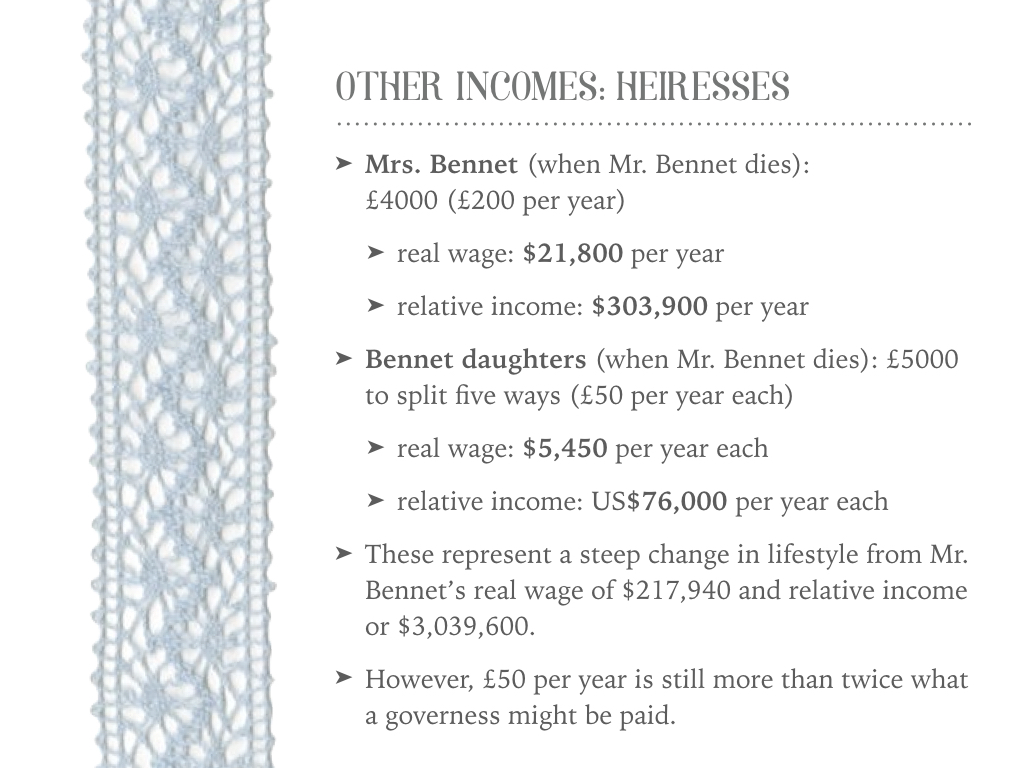 OTHER INCOMES: HEIRESSES
➤ Mrs. Bennet (when Mr. Bennet dies):
£4000 (£200 per year)
➤ real wage: $21,800 per year
➤ relative income: $303,900 per year
➤ Bennet daughters (when Mr. Bennet dies): £5000
to split five ways (£50 per year each)
➤ real wage: $5,450 per year each
➤ relative income: US$76,000 per year each
➤ These represent a steep change in lifestyle from Mr.
Bennet’s real wage of $217,940 and relative income
or $3,039,600.
➤ However, £50 per year is still more than twice what
a governess might be paid.